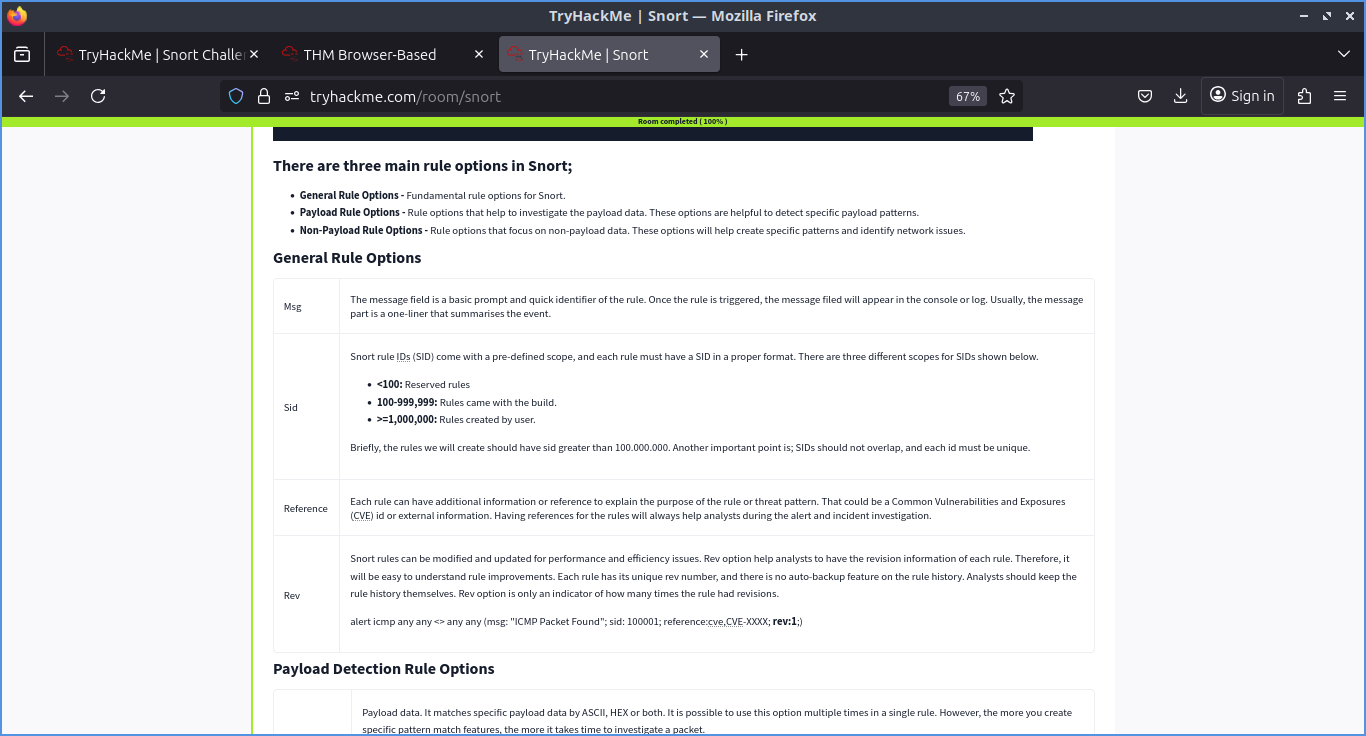 TryHackMe | Snort — Mozilla Firefox
TryHackMe | Snort Challe
THM Browser-Based
TryHackMe | Snort
tryhackme.com/room/snort
67%
Sign in
Room completed ( 100% )
There are three main rule options in Snort;
• General Rule Options - Fundamental rule options for Snort.
• Payload Rule Options - Rule options that help to investigate the payload data. These options are helpful to detect specific payload patterns.
• Non-Payload Rule Options - Rule options that focus on non-payload data. These options will help create specific patterns and identify network issues.
General Rule Options
Msg
The message field is a basic prompt and quick identifier of the rule. Once the rule is triggered, the message filed will appear in the console or log. Usually, the message
part is a one-liner that summarises the event.
Sid
Snort rule IDs (SID) come with a pre-defined scope, and each rule must have a SID in a proper format. There are three different scopes for SIDs shown below.
• <100: Reserved rules
• 100-999,999: Rules came with the build.
• >=1,000,000: Rules created by user.
Briefly, the rules we will create should have sid greater than 100.000.000. Another important point is; SIDs should not overlap, and each id must be unique.
Reference
Each rule can have additional information or reference to explain the purpose of the rule or threat pattern. That could be a Common Vulnerabilities and Exposures
(CVE) id or external information. Having references for the rules will always help analysts during the alert and incident investigation.
Rev
Snort rules can be modified and updated for performance and efficiency issues. Rev option help analysts to have the revision information of each rule. Therefore, it
will be easy to understand rule improvements. Each rule has its unique rev number, and there is no auto-backup feature on the rule history. Analysts should keep the
rule history themselves. Rev option is only an indicator of how many times the rule had revisions.
alert icmp any any <> any any (msg: "ICMP Packet Found"; sid: 100001; reference:cve,CVE-XXXX; rev:1;)
Payload Detection Rule Options
Payload data. It matches specific payload data by ASCII, HEX or both. It is possible to use this option multiple times in a single rule. However, the more you create
specific pattern match features, the more it takes time to investigate a packet.